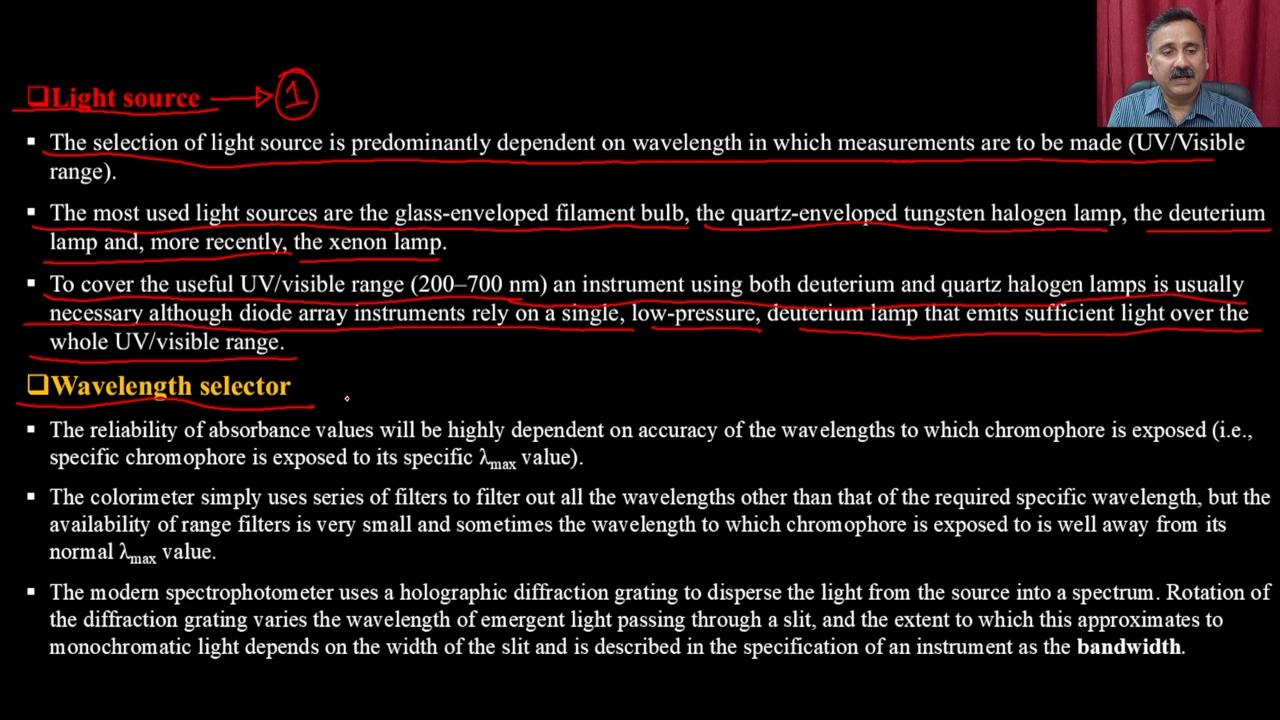 ❑Light source → 1
▪ The selection of light source is predominantly dependent on wavelength in which measurements are to be made (UV/Visible
range).
▪ The most used light sources are the glass-enveloped filament bulb, the quartz-enveloped tungsten halogen lamp, the deuterium
lamp and, more recently, the xenon lamp.
▪ To cover the useful UV/visible range (200–700 nm) an instrument using both deuterium and quartz halogen lamps is usually
necessary although diode array instruments rely on a single, low-pressure, deuterium lamp that emits sufficient light over the
whole UV/visible range.
❑Wavelength selector
▪ The reliability of absorbance values will be highly dependent on accuracy of the wavelengths to which chromophore is exposed (i.e.,
specific chromophore is exposed to its specific λmax value).
▪ The colorimeter simply uses series of filters to filter out all the wavelengths other than that of the required specific wavelength, but the
availability of range filters is very small and sometimes the wavelength to which chromophore is exposed to is well away from its
normal λmax value.
▪ The modern spectrophotometer uses a holographic diffraction grating to disperse the light from the source into a spectrum. Rotation of
the diffraction grating varies the wavelength of emergent light passing through a slit, and the extent to which this approximates to
monochromatic light depends on the width of the slit and is described in the specification of an instrument as the bandwidth.